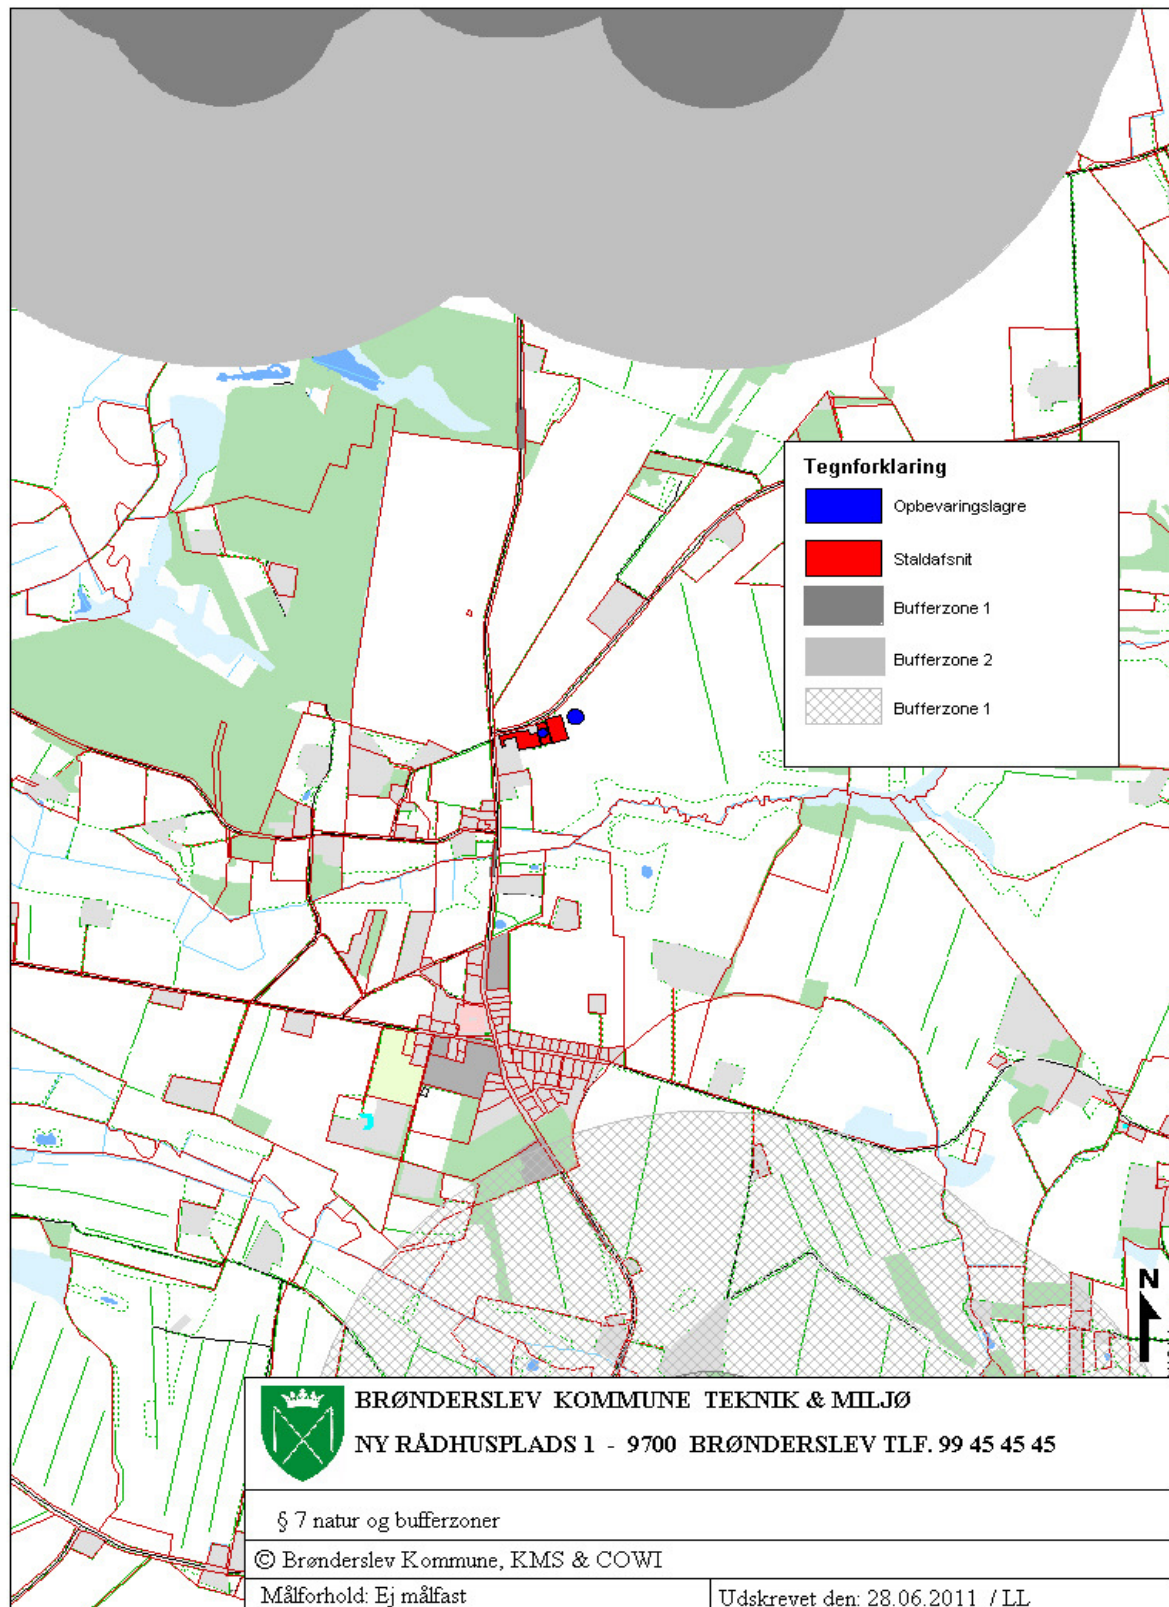 Tegnforklaring
Opbevaringslagre
Staldafsnit
Bufferzone 1
Bufferzone 2
Bufferzone 1
N
BRØNDERSLEV KOMMUNE TEKNIK & MILJØ
NY RÅDHUSPLADS 1 - 9700 BRØNDERSLEV TLF. 99 45 45 45
§ 7 natur og bufferzoner
© Brønderslev Kommune, KMS & COWI
Målforhold: Ej målfast
Udskrevet den: 28.06.2011 / LL